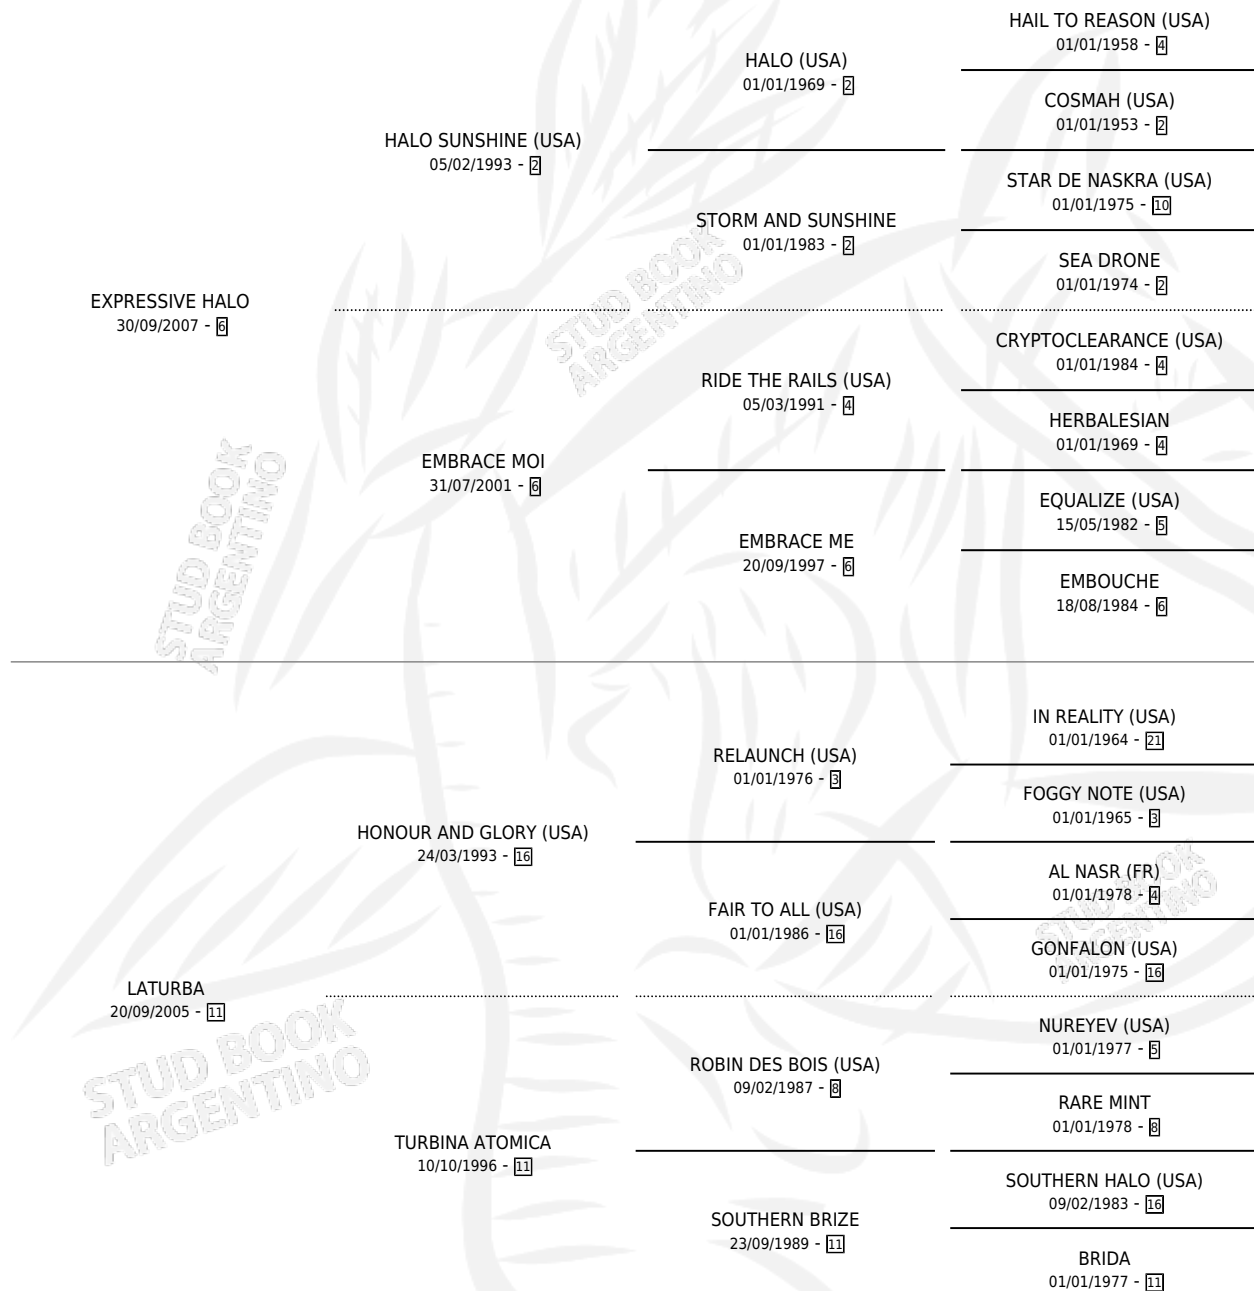 HAIL TO REASON (USA)
01/01/1958 - 4
HALO (USA)
01/01/1969 - 2
COSMAH (USA)
01/01/1953 - 2
HALO SUNSHINE (USA)
05/02/1993 - 2
STAR DE NASKRA (USA)
01/01/1975 - 10
STORM AND SUNSHINE
01/01/1983 - 2
SEA DRONE
01/01/1974 - 2
EXPRESSIVE HALO
30/09/2007 - 6
CRYPTOCLEARANCE (USA)
01/01/1984 - 4
RIDE THE RAILS (USA)
05/03/1991 - 4
HERBALESIAN
01/01/1969 - 4
EMBRACE MOI
31/07/2001 - 6
EQUALIZE (USA)
15/05/1982 - 5
EMBRACE ME
20/09/1997 - 6
EMBOUCHE
18/08/1984 - 6
IN REALITY (USA)
01/01/1964 - 21
RELAUNCH (USA)
01/01/1976 - 3
FOGGY NOTE (USA)
01/01/1965 - 3
HONOUR AND GLORY (USA)
24/03/1993 - 16
AL NASR (FR)
01/01/1978 - 4
FAIR TO ALL (USA)
01/01/1986 - 16
GONFALON (USA)
01/01/1975 - 16
LATURBA
20/09/2005 - 11
NUREYEV (USA)
01/01/1977 - 5
ROBIN DES BOIS (USA)
09/02/1987 - 8
RARE MINT
01/01/1978 - 8
TURBINA ATOMICA
10/10/1996 - 11
SOUTHERN HALO (USA)
09/02/1983 - 16
SOUTHERN BRIZE
23/09/1989 - 11
BRIDA
01/01/1977 - 11
STUD BOOK
ARGENTINO
STUD BOOK
ARGENTINO
STUD BOOK
ARGENTINO
STUD BOOK
ARGENTINO